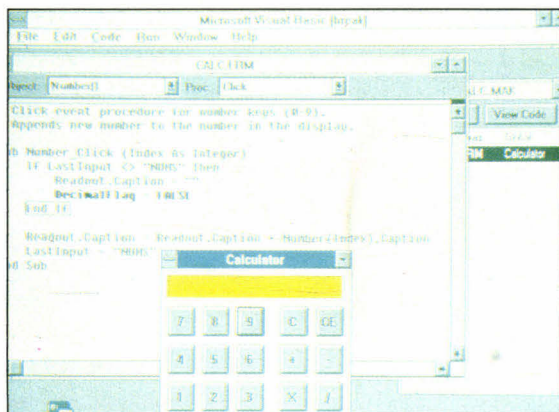 Microsoft Visual Basic [break]
File Edit Code Run Window Help
CALC.FRM
Object: Number[] Proc: Click
Click event procedure for number keys (0-9).
Appends new number to the number in the display.
Sub Number_Click (Index As Integer)
If LastInput <> "NUMS" Then
Readout.Caption = ""
DecimalFlag = FALSE
End If
Readout.Caption = Readout.Caption + Number(Index).Caption
LastInput = "NUMS"
End Sub
CALC.MAK
View Code
Calculator
Calculator
7 8 9 C CE
4 5 6 + -
1 2 3 X /